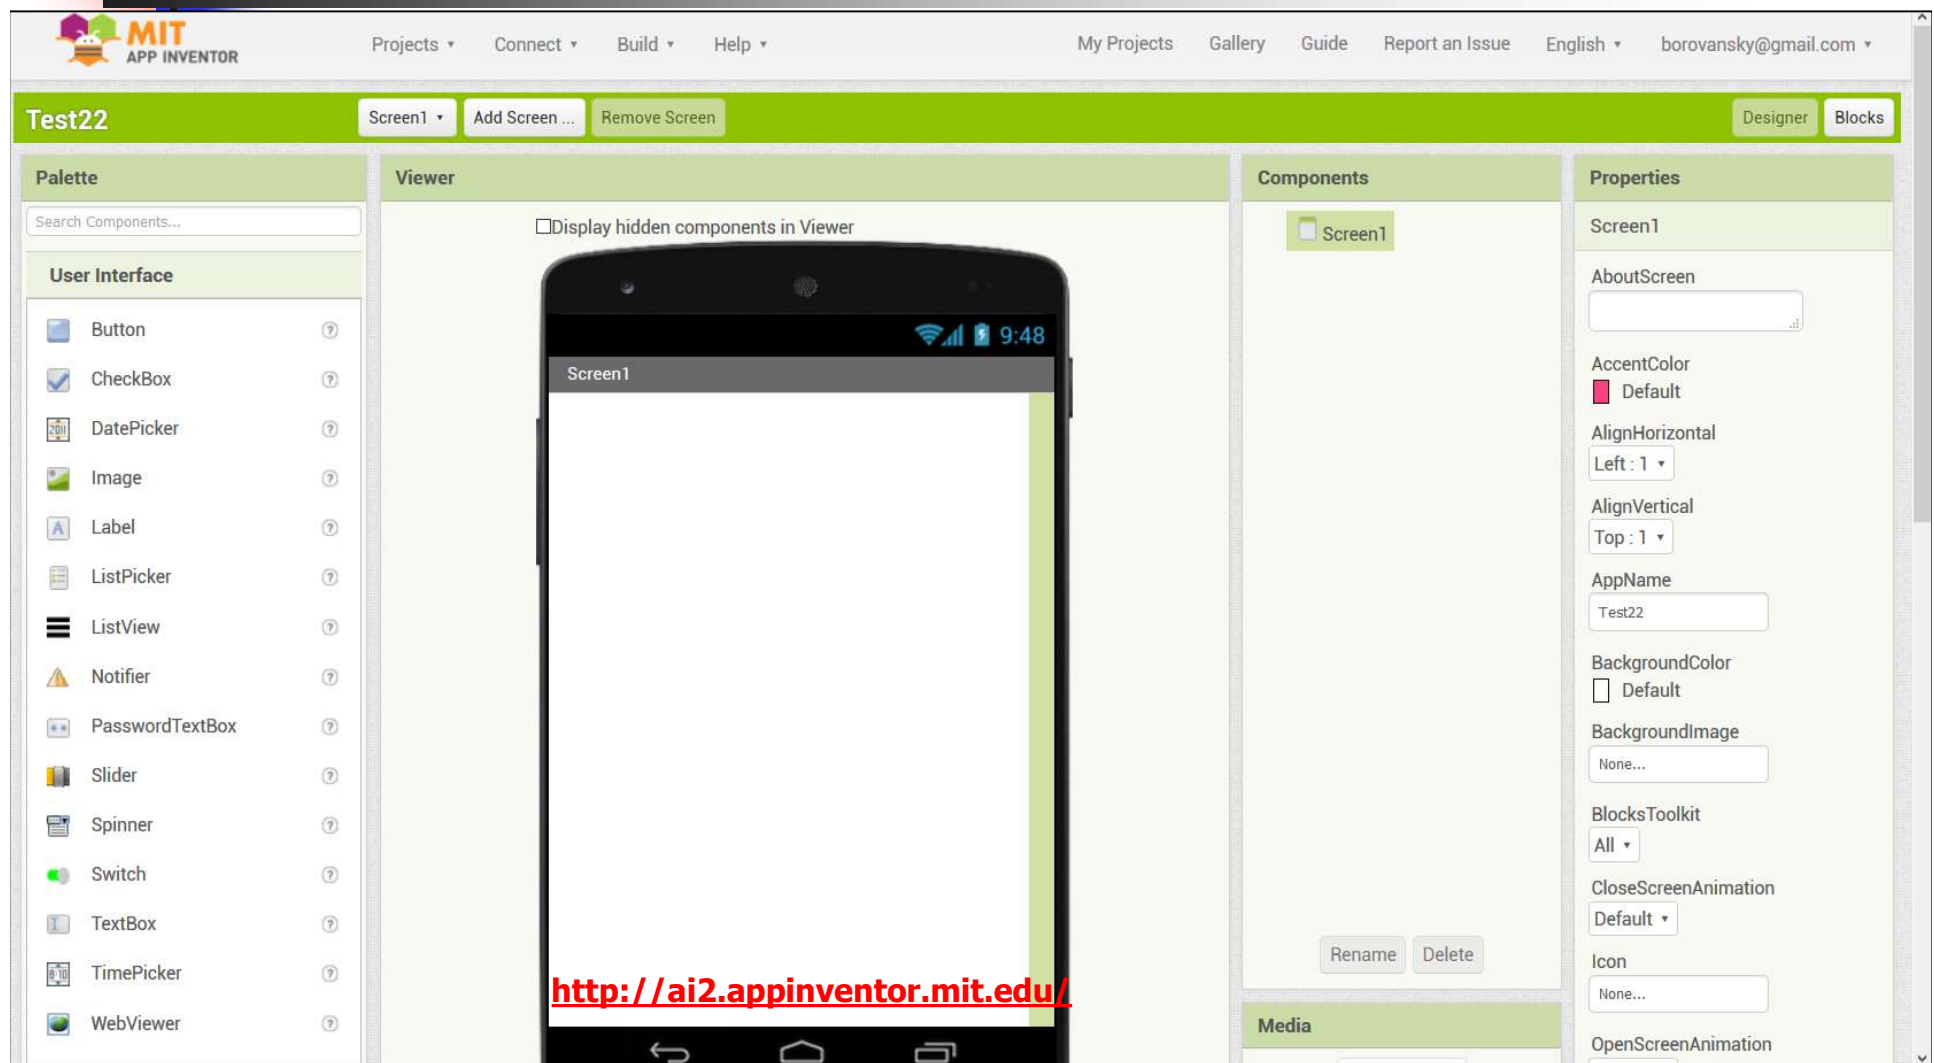 MIT
APP INVENTOR
Projects Connect Build Help My Projects Gallery Guide Report an Issue English borovansky@gmail.com
Test22 Screen1 Add Screen ... Remove Screen Designer Blocks
Palette
Search Components...
User Interface
Button
CheckBox
DatePicker
Image
Label
ListPicker
ListView
Notifier
PasswordTextBox
Slider
Spinner
Switch
TextBox
TimePicker
WebViewer
Viewer
Display hidden components in Viewer
9:48
Screen1
http://ai2.appinventor.mit.edu/
Components
Screen1
Rename Delete
Media
Properties
Screen1
AboutScreen
AccentColor
Default
AlignHorizontal
Left : 1
AlignVertical
Top : 1
AppName
Test22
BackgroundColor
Default
BackgroundImage
None...
BlocksToolkit
All
CloseScreenAnimation
Default
Icon
None...
OpenScreenAnimation